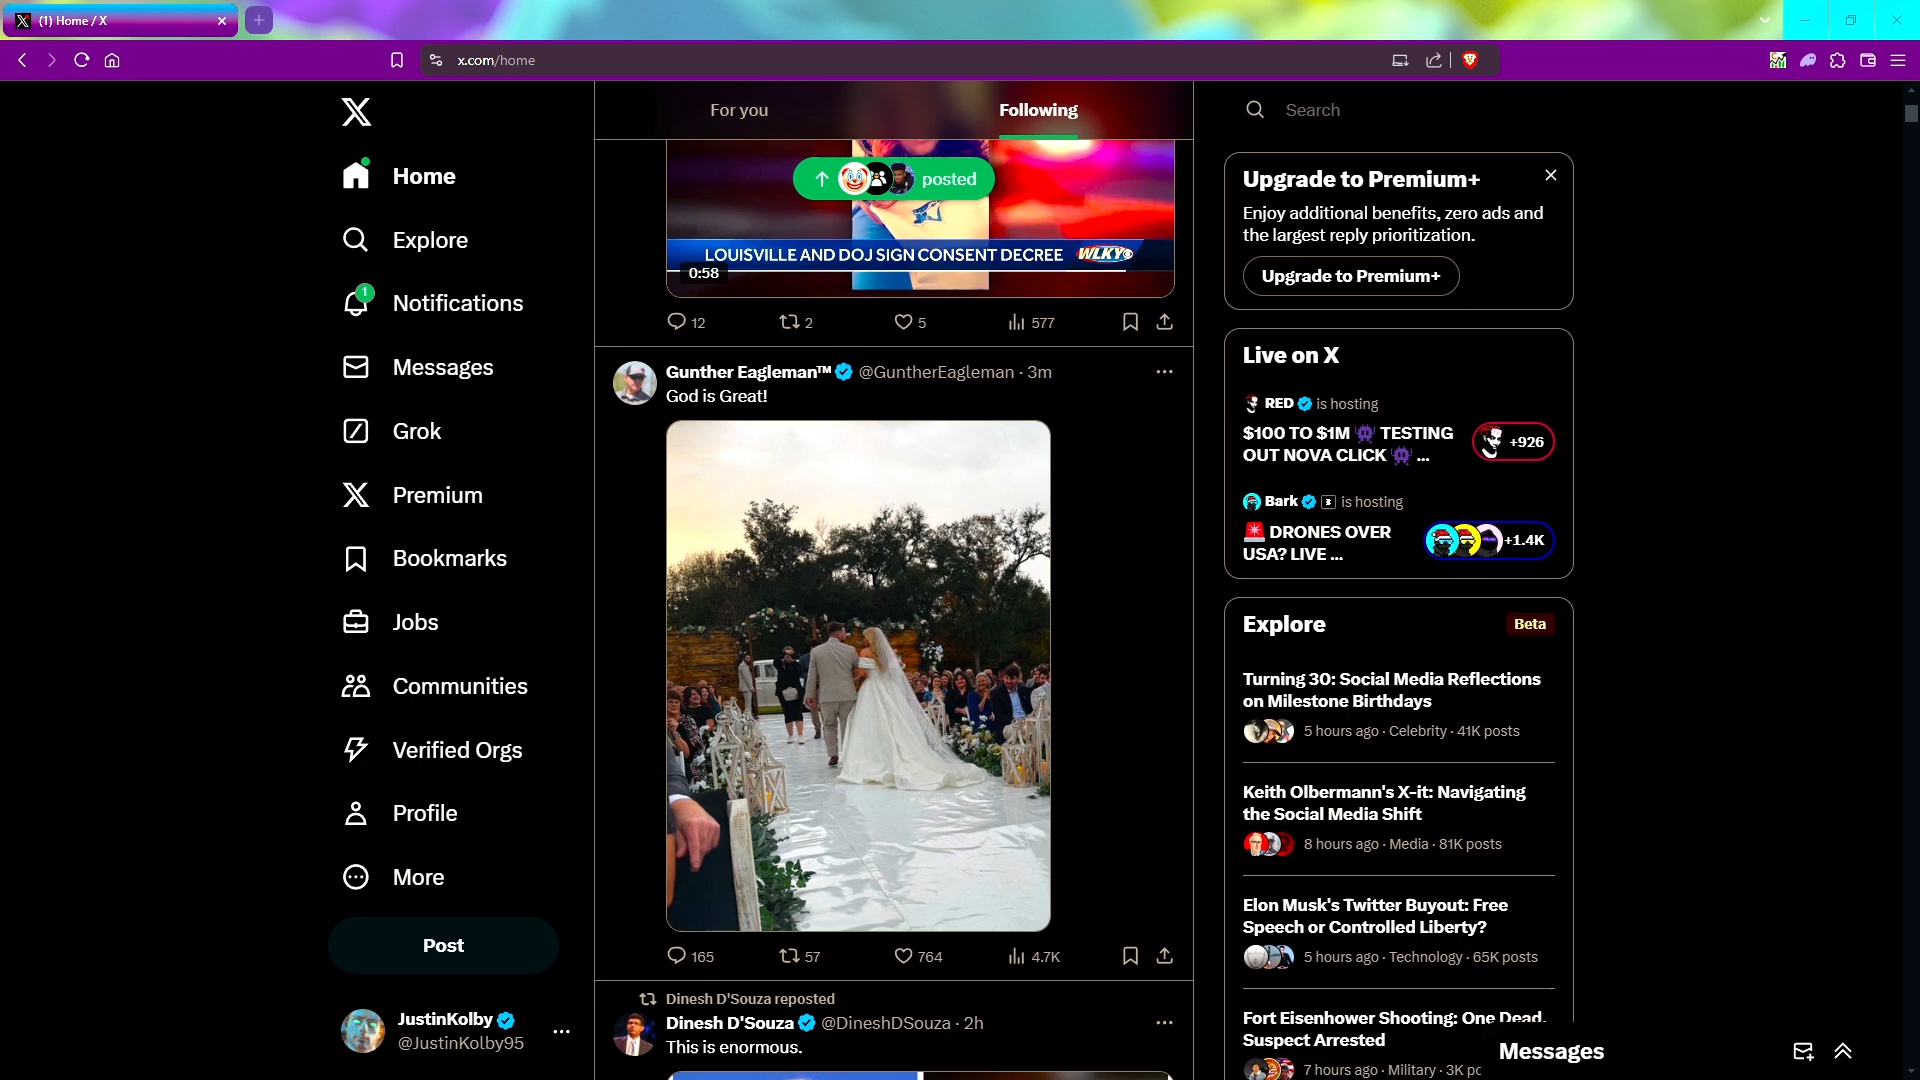 (1) Home / X
x.com/home
Home
Explore
1
Notifications
Messages
Grok
Premium
Bookmarks
Jobs
Communities
Verified Orgs
Profile
More
Post
JustinKolby
@JustinKolby95
For you
Following
posted
LOUISVILLE AND DOJ SIGN CONSENT DECREE WLKY
0:58
12 2 5 577
Gunther Eagleman™ @GuntherEagleman · 3m
God is Great!
165 57 764 4.7K
Dinesh D'Souza reposted
Dinesh D'Souza @DineshDSouza · 2h
This is enormous.
Search
Upgrade to Premium+
Enjoy additional benefits, zero ads and
the largest reply prioritization.
Upgrade to Premium+
Live on X
RED is hosting
$100 TO $1M 👾 TESTING
OUT NOVA CLICK 👾 ...
+926
Bark is hosting
🚨 DRONES OVER
USA? LIVE ...
+1.4K
Explore
Beta
Turning 30: Social Media Reflections
on Milestone Birthdays
5 hours ago · Celebrity · 41K posts
Keith Olbermann's X-it: Navigating
the Social Media Shift
8 hours ago · Media · 81K posts
Elon Musk's Twitter Buyout: Free
Speech or Controlled Liberty?
5 hours ago · Technology · 65K posts
Fort Eisenhower Shooting: One Dead,
Suspect Arrested
7 hours ago · Military · 3K
Messages